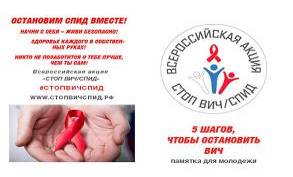 ОСТАНОВИМ СПИД ВМЕСТЕ!
НАЧНИ С СЕБЯ – ЖИВИ БЕЗОПАСНО!
ЗДОРОВЬЕ КАЖДОГО В СОБСТВЕН-
НЫХ РУКАХ!
НИКТО НЕ ПОЗАБОТИТСЯ О ТЕБЕ ЛУЧШЕ,
ЧЕМ ТЫ САМ!
Всероссийская акция
«СТОП ВИЧ/СПИД»
#СТОПВИЧСПИД
WWW.СТОПВИЧСПИД.РФ
ВСЕРОССИЙСКАЯ АКЦИЯ
СТОП ВИЧ/СПИД
5 ШАГОВ,
ЧТОБЫ ОСТАНОВИТЬ
ВИЧ
памятка для молодежи